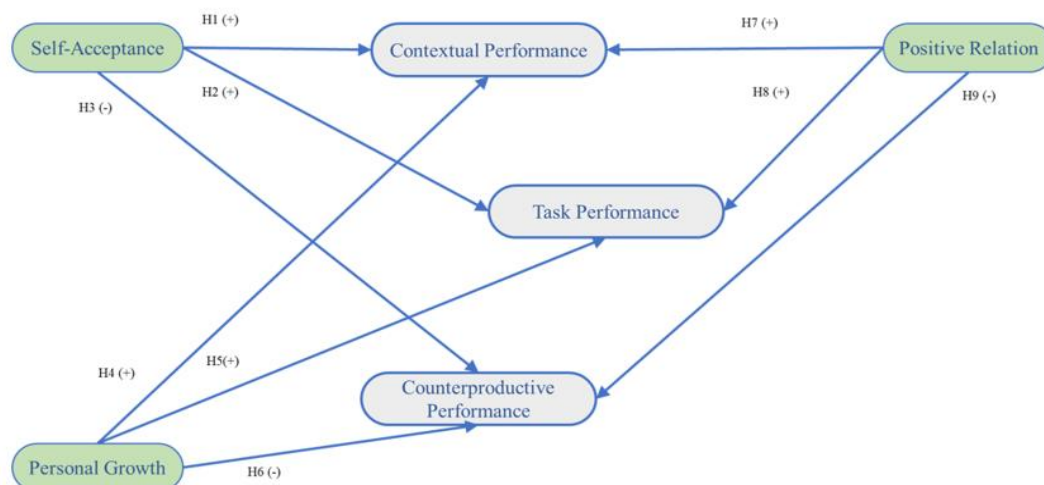 H1 (+)
H7 (+)
Self-Acceptance
Contextual Performance
Positive Relation
H3 (-)
H2 (+)
H8 (+)
H9 (-)
Task Performance
H4 (+)
H5(+)
Counterproductive
Performance
Personal Growth
H6 (-)